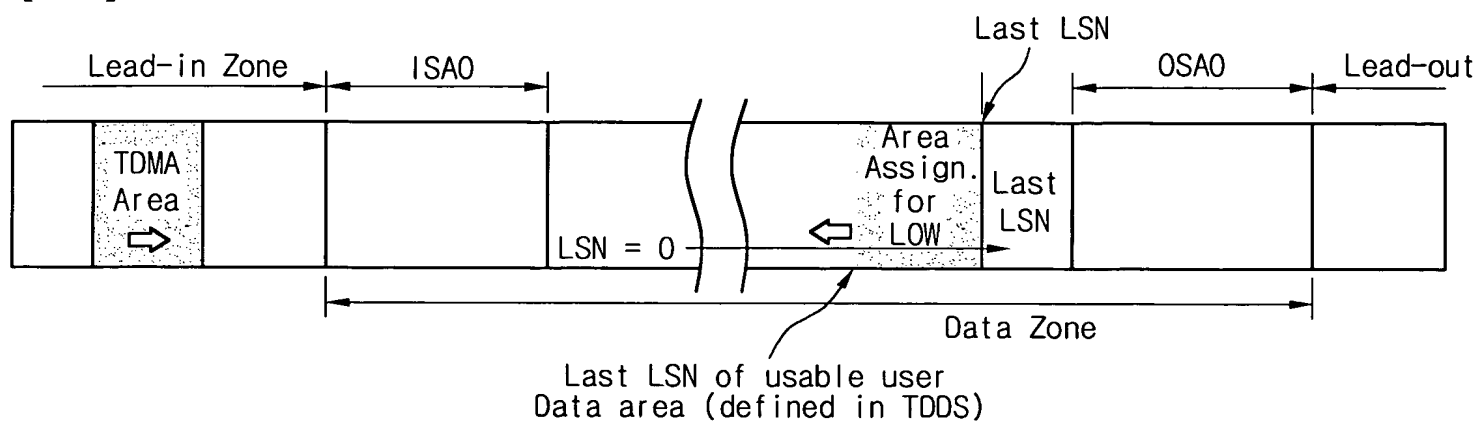 Last LSN
Lead-in Zone
ISA0
OSA0
Lead-out
TDMA
Area
Area
Assign.
for
LOW
Last
LSN
LSN = 0
Data Zone
Last LSN of usable user
Data area (defined in TDDS)